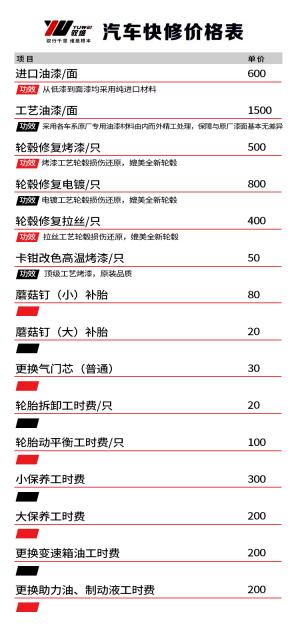 YUWEI
驭盛
驭行千里 维是根本
汽车快修价格表
项目 单价
进口油漆/面 600
功效 从低漆到面漆均采用纯进口材料
工艺油漆/面 1500
功效 采用各车系原厂专用油漆材料由内而外精工处理，保障与原厂漆面基本无差异
轮毂修复烤漆/只 500
功效 烤漆工艺轮毂损伤还原，媲美全新轮毂
轮毂修复电镀/只 800
功效 电镀工艺轮毂损伤还原，媲美全新轮毂
轮毂修复拉丝/只 400
功效 拉丝工艺轮毂损伤还原，媲美全新轮毂
卡钳改色高温烤漆/只 50
功效 顶级工艺烤漆，原装品质
蘑菇钉（小）补胎 80
蘑菇钉（大）补胎 20
更换气门芯（普通） 30
轮胎拆卸工时费/只 20
轮胎动平衡工时费/只 100
小保养工时费 300
大保养工时费 200
更换变速箱油工时费 200
更换助力油、制动液工时费 200